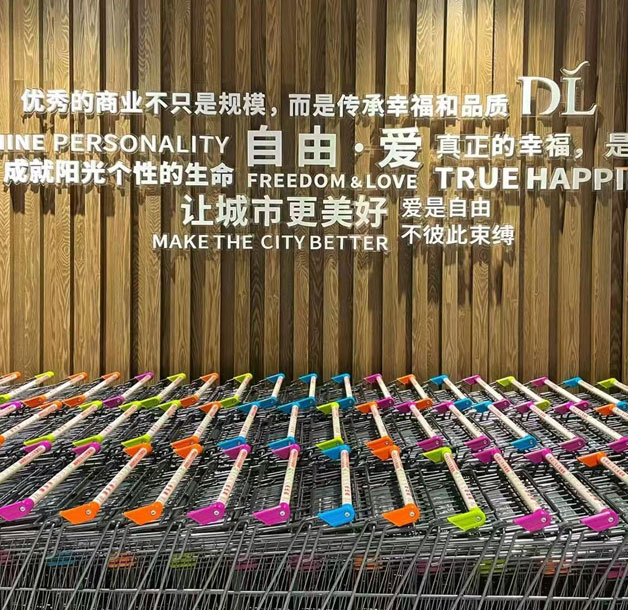 优秀的商业不只是规模，而是传承幸福和品质
DL
PERSONALITY
自由·爱
真正的幸福，是
成就阳光个性的生命
FREEDOM & LOVE
TRUE
让城市更美好
爱是自由
MAKE THE CITY BETTER
不彼此束缚